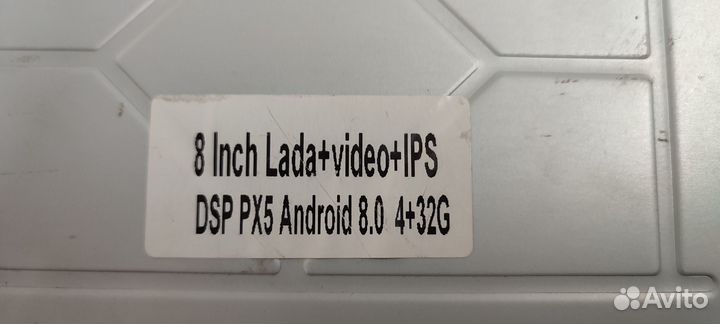 8 Inch Lada+video+IPS
DSP PX5 Android 8.0 4+32G
Avito